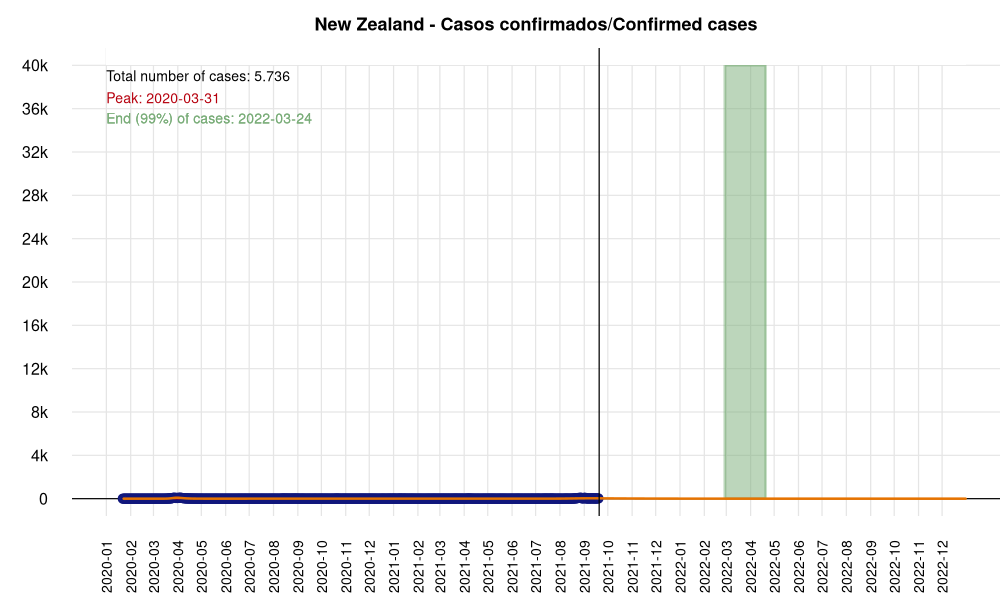 New Zealand - Casos confirmados/Confirmed cases
Total number of cases: 5.736
Peak: 2020-03-31
End (99%) of cases: 2022-03-24
40k
36k
32k
28k
24k
20k
16k
12k
8k
4k
0
2020-01
2020-02
2020-03
2020-04
2020-05
2020-06
2020-07
2020-08
2020-09
2020-10
2020-11
2020-12
2021-01
2021-02
2021-03
2021-04
2021-05
2021-06
2021-07
2021-08
2021-09
2021-10
2021-11
2021-12
2022-01
2022-02
2022-03
2022-04
2022-05
2022-06
2022-07
2022-08
2022-09
2022-10
2022-11
2022-12